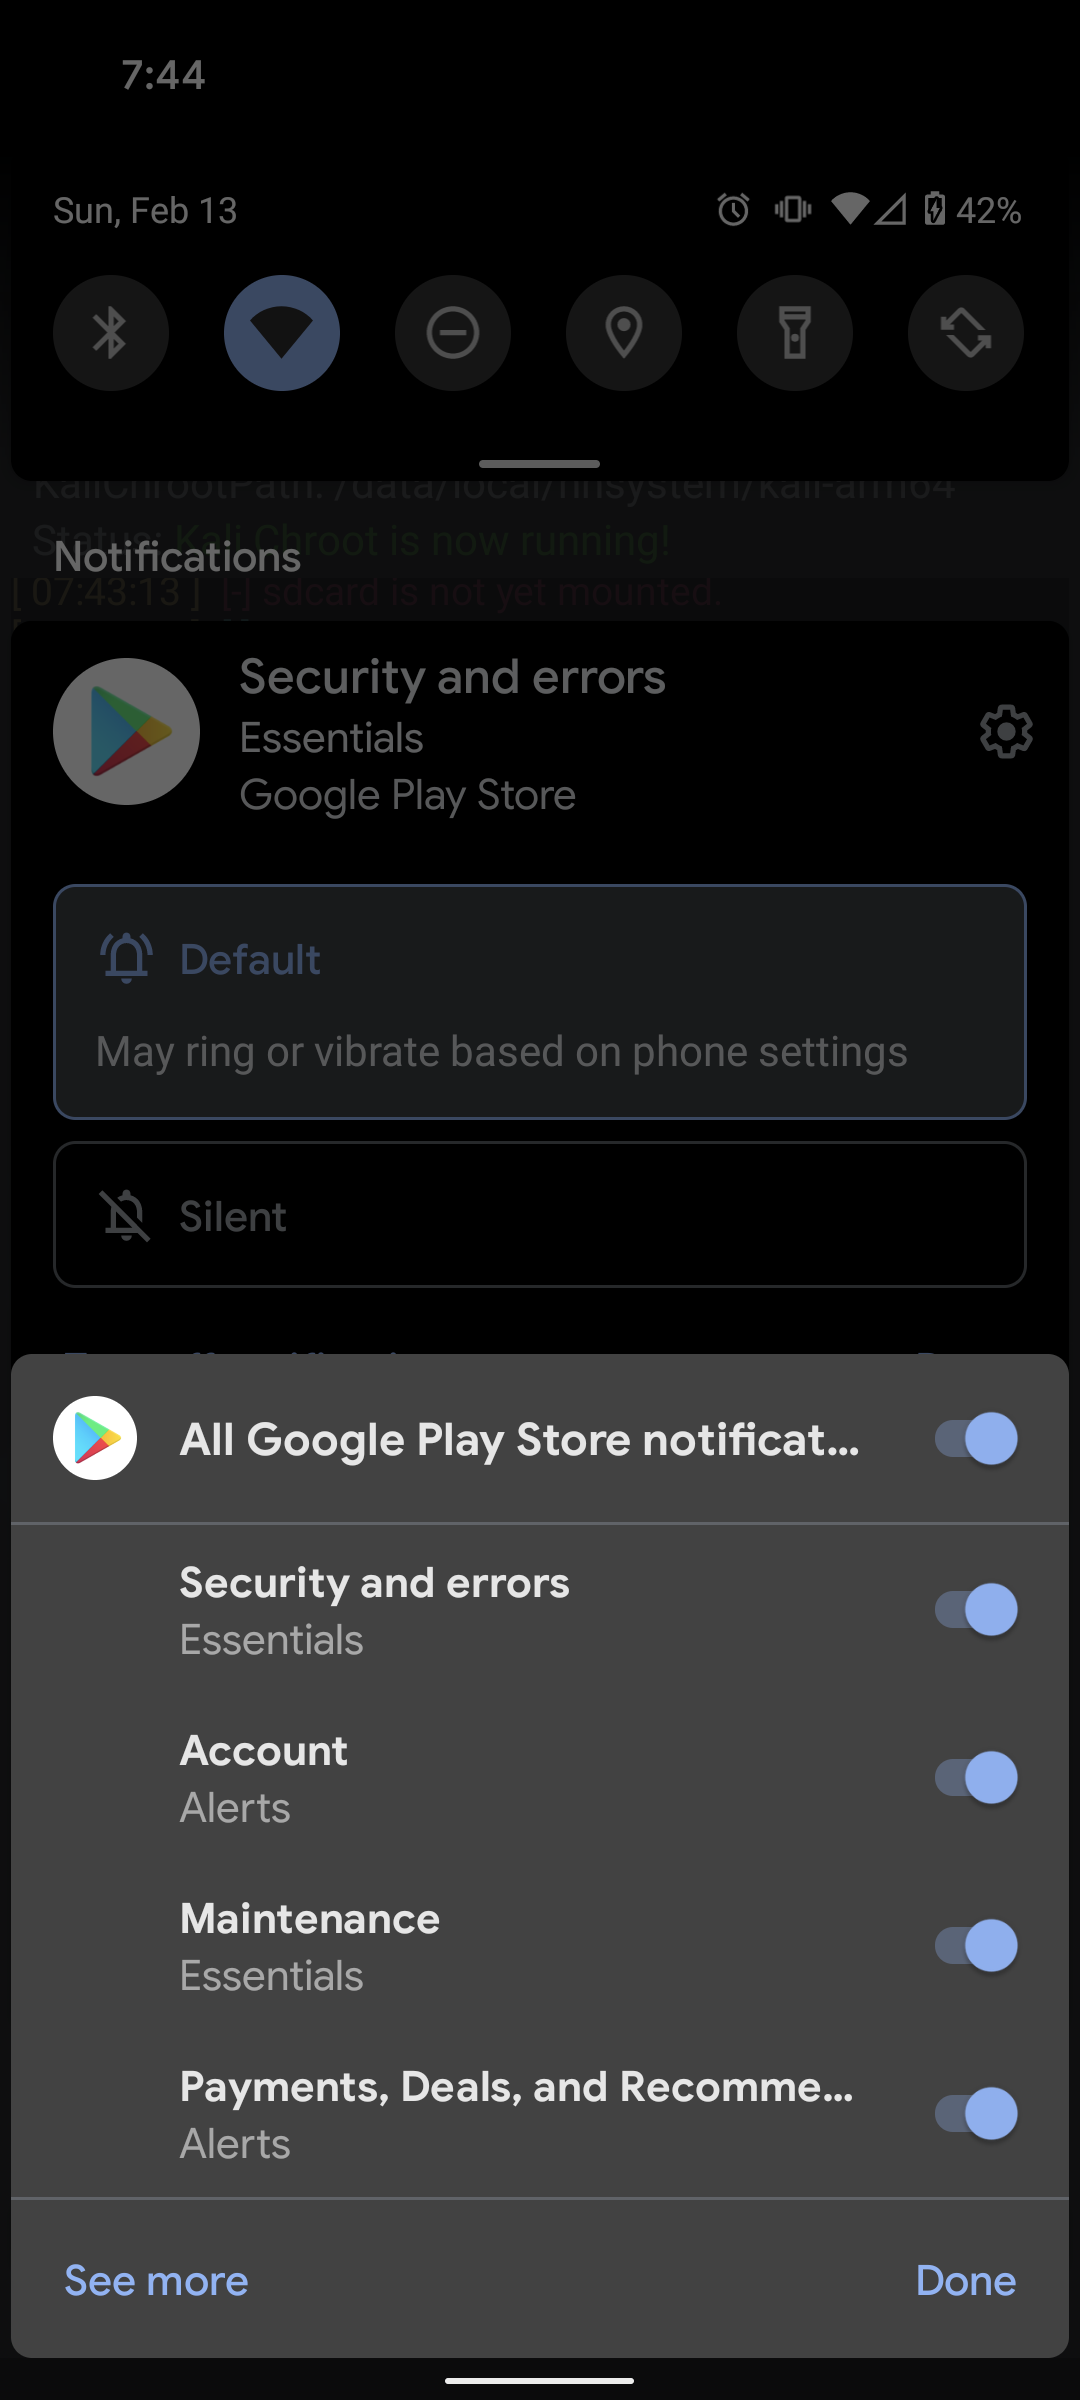 7:44
Sun, Feb 13
42%
KaliChrootPath: /data/local/nhsystem/kali-arm64
Status: Kali Chroot is now running!
Notifications
[ 07:43:13 ] [-] sdcard is not yet mounted.
Security and errors
Essentials
Google Play Store
Default
May ring or vibrate based on phone settings
Silent
All Google Play Store notificat...
Security and errors
Essentials
Account
Alerts
Maintenance
Essentials
Payments, Deals, and Recomme...
Alerts
See more
Done